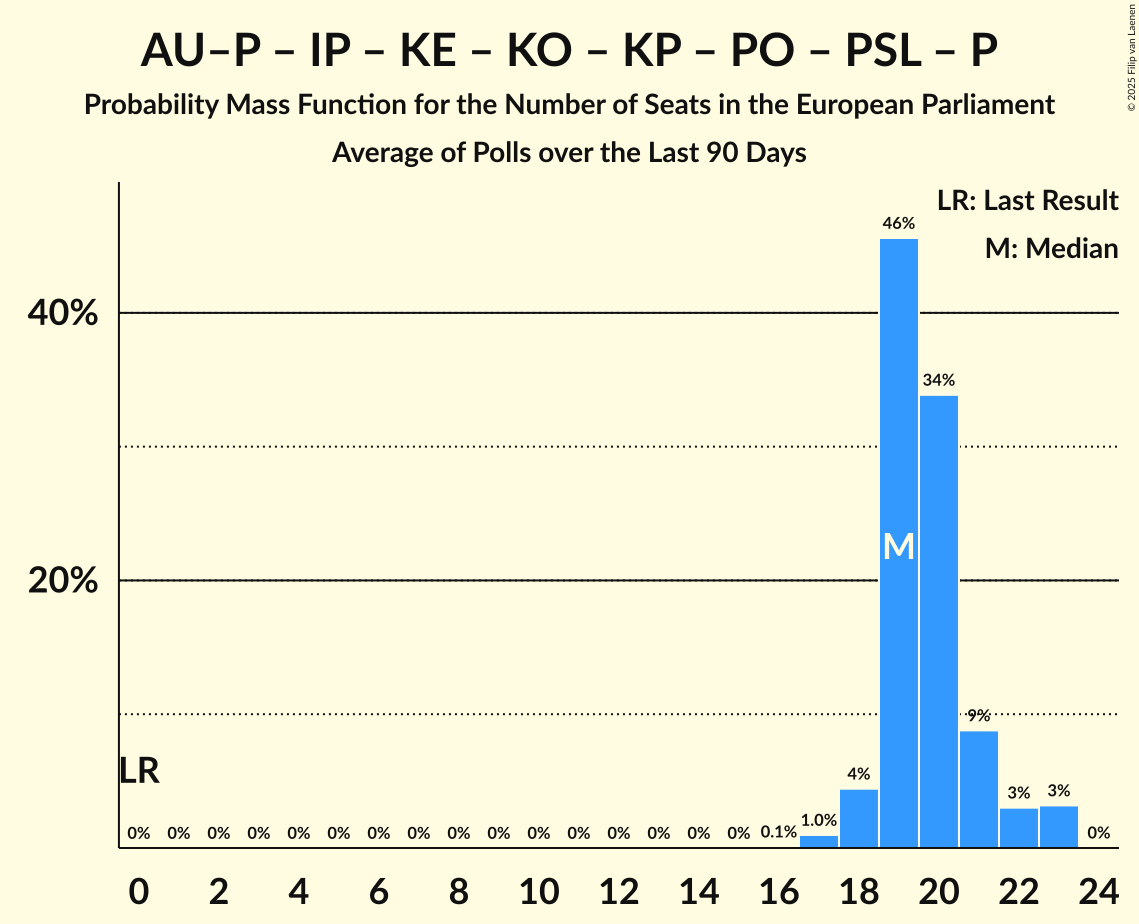 AU–P – IP – KE – KO – KP – PO – PSL – P
Probability Mass Function for the Number of Seats in the European Parliament
Average of Polls over the Last 90 Days
© 2025 Filip van Laenen
LR: Last Result
M: Median
46%
40%
34%
M
20%
9%
LR
4%
3%
3%
0% 0% 0% 0% 0% 0% 0% 0% 0% 0% 0% 0% 0% 0% 0% 0% 0.1% 1.0% 0%
0 2 4 6 8 10 12 14 16 18 20 22 24